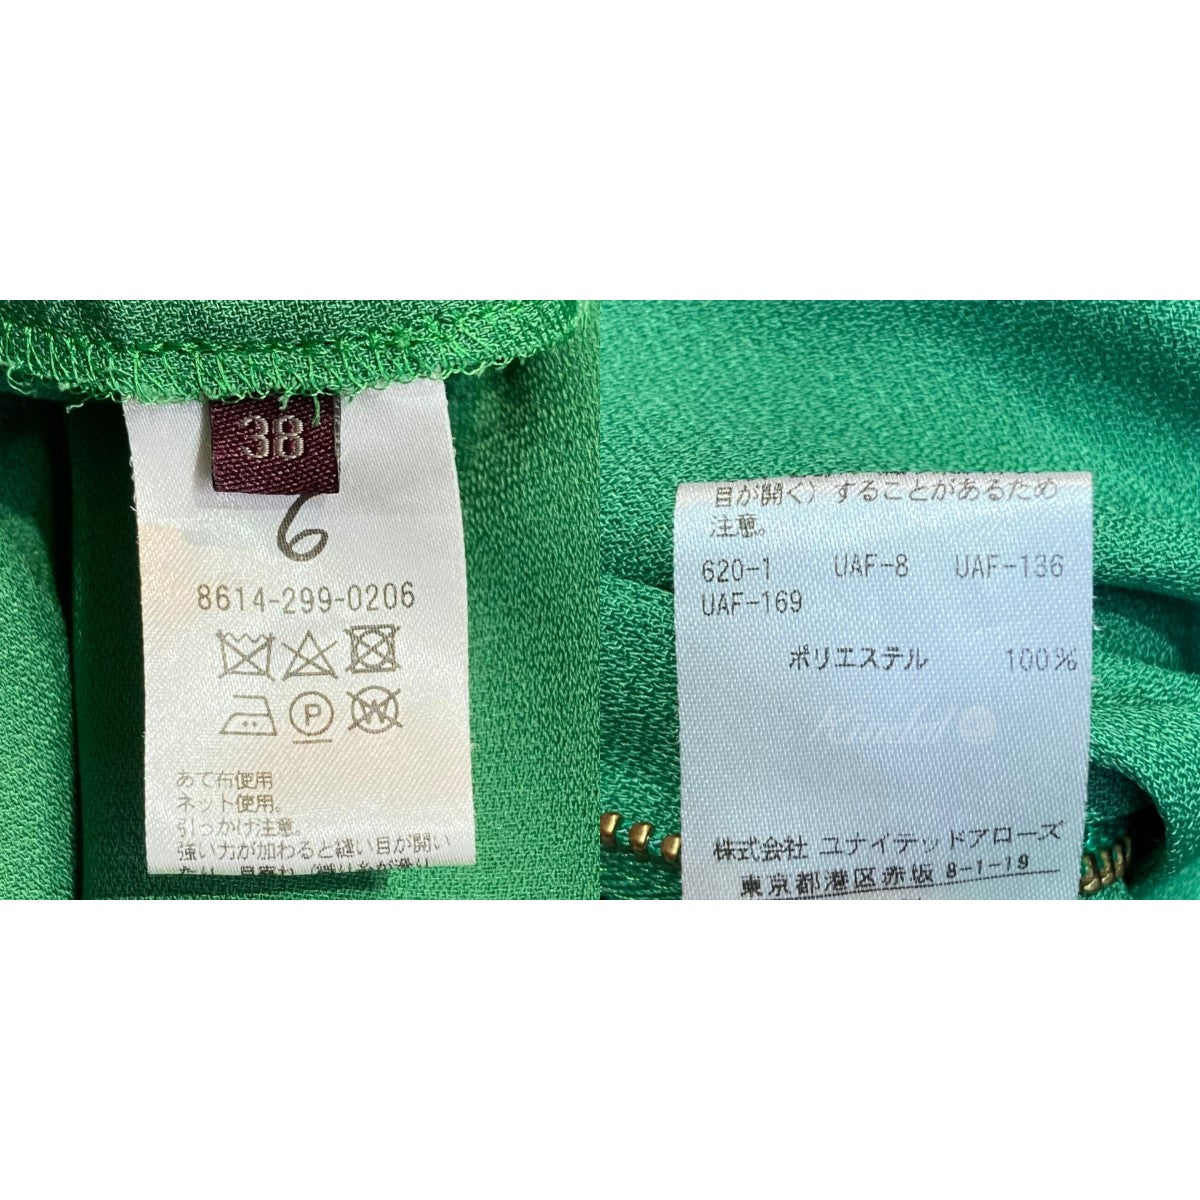 38
6
8614-299-0206
P
W
あて布使用
ネット使用。
引っかけ注意。
強い力が加わると縫い目が開い
目が開く）することがあるため
注意。
620-1 UAF-8 UAF-136
UAF-169
ポリエステル 100%
株式会社 ユナイテッドアローズ
東京都港区赤坂 8-1-19